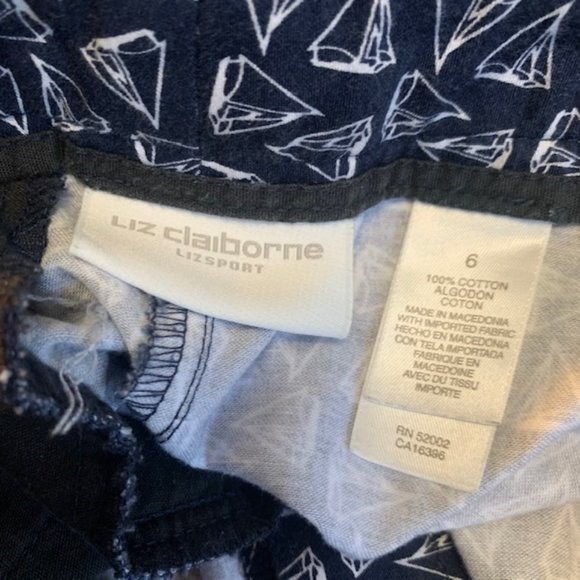 LIZ claiborne
LIZSPORT
6
100% COTTON
ALGODON
COTON
MADE IN MACEDONIA
WITH IMPORTED FABRIC
HECHO EN MACEDONIA
CON TELA IMPORTADA
FABRIQUE EN
MACEDOINE
AVEC DU TISSU
IMPORTE
RN 52002
CA16396